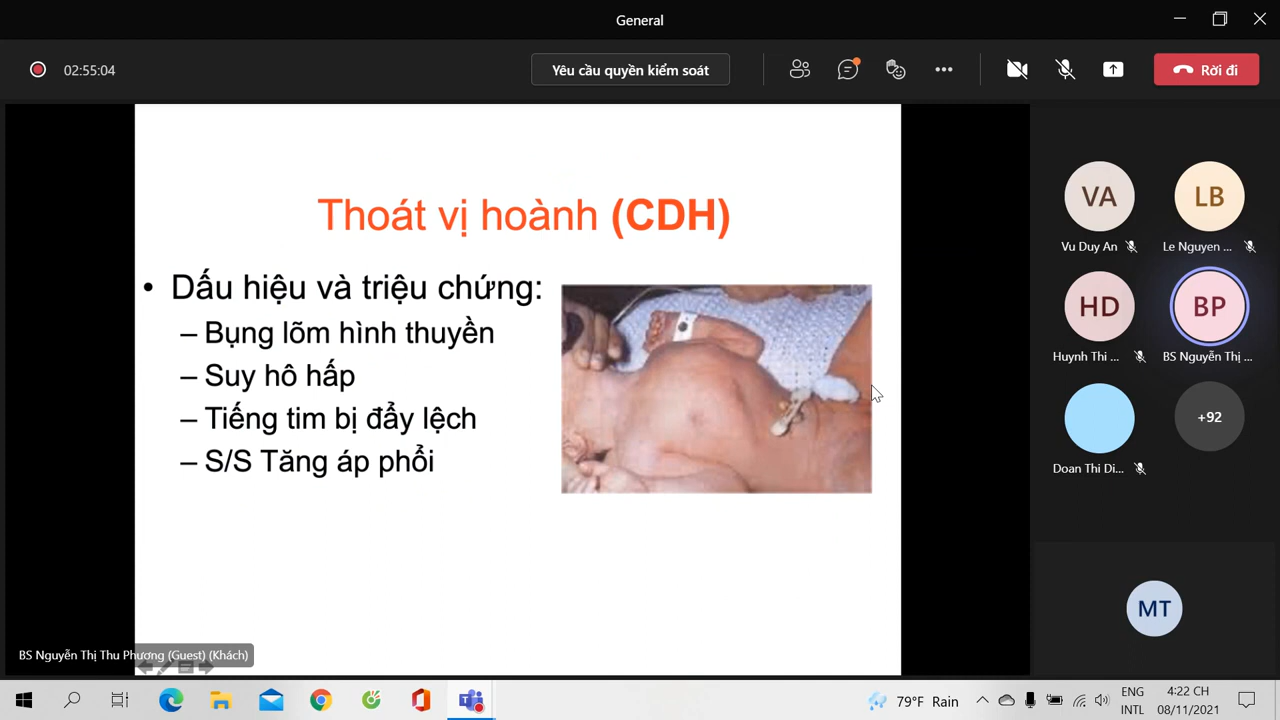 General
02:55:04
Yêu cầu quyền kiểm soát
Rời đi
Thoát vị hoành (CDH)
• Dấu hiệu và triệu chứng:
– Bụng lõm hình thuyền
– Suy hô hấp
– Tiếng tim bị đẩy lệch
– S/S Tăng áp phổi
VA
Vu Duy An
LB
Le Nguyen ...
HD
Huynh Thi ...
BP
BS Nguyễn Thị ...
Doan Thi Di...
+92
MT
BS Nguyễn Thị Thu Phương (Guest) (Khách)
79°F Rain
ENG
INTL
4:22 CH
08/11/2021